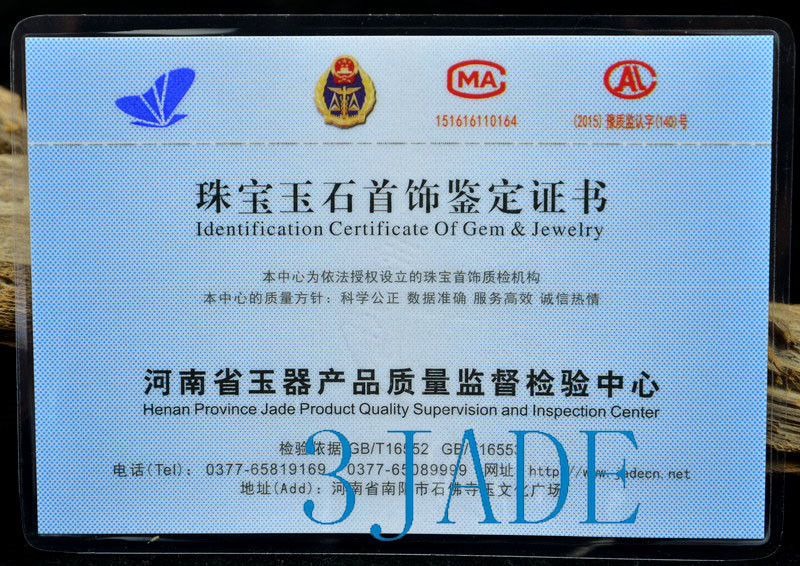 MA
151616110164
AL
(2015)豫质监认字(140)号
珠宝玉石首饰鉴定证书
Identification Certificate Of Gem & Jewelry
本中心为依法授权设立的珠宝首饰质检机构
本中心的质量方针：科学公正 数据准确 服务高效 诚信热情
河南省玉器产品质量监督检验中心
Henan Province Jade Product Quality Supervision and Inspection Center
检验依据 GB/T16552 GB/T16553
电话(Tel)：0377-65819169 0377-65089999 网址：http://www.jadecn.net
地址(Add)：河南省南阳市石佛寺玉文化广场
3JADE